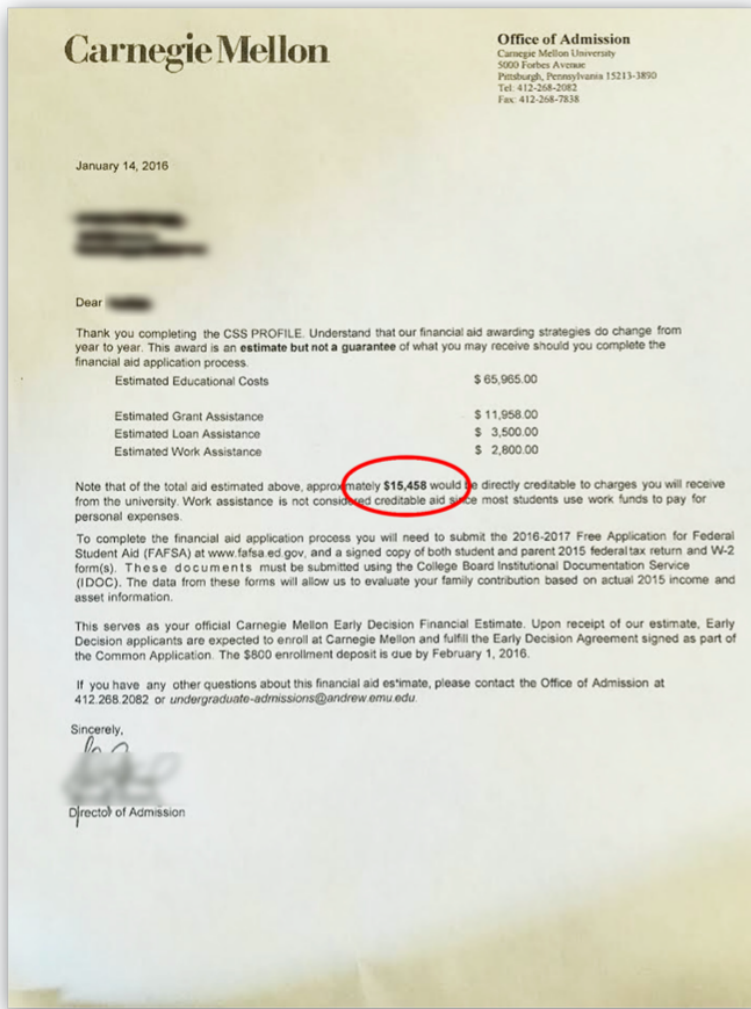 Carnegie Mellon
Office of Admission
Carnegie Mellon University
5000 Forbes Avenue
Pittsburgh, Pennsylvania 15213-3890
Tel: 412-268-2082
Fax: 412-268-7838
January 14, 2016
Dear
Thank you completing the CSS PROFILE. Understand that our financial aid awarding strategies do change from
year to year. This award is an estimate but not a guarantee of what you may receive should you complete the
financial aid application process.
Estimated Educational Costs $ 65,965.00
Estimated Grant Assistance $ 11,958.00
Estimated Loan Assistance $ 3,500.00
Estimated Work Assistance $ 2,800.00
Note that of the total aid estimated above, approximately $15,458 would be directly creditable to charges you will receive
from the university. Work assistance is not considered creditable aid since most students use work funds to pay for
personal expenses.
To complete the financial aid application process you will need to submit the 2016-2017 Free Application for Federal
Student Aid (FAFSA) at www.fafsa.ed.gov, and a signed copy of both student and parent 2015 federal tax return and W-2
form(s). These documents must be submitted using the College Board Institutional Documentation Service
(IDOC). The data from these forms will allow us to evaluate your family contribution based on actual 2015 income and
asset information.
This serves as your official Carnegie Mellon Early Decision Financial Estimate. Upon receipt of our estimate, Early
Decision applicants are expected to enroll at Carnegie Mellon and fulfill the Early Decision Agreement signed as part of
the Common Application. The $800 enrollment deposit is due by February 1, 2016.
If you have any other questions about this financial aid estimate, please contact the Office of Admission at
412.268.2082 or undergraduate-admissions@andrew.emu.edu.
Sincerely,
Director of Admission